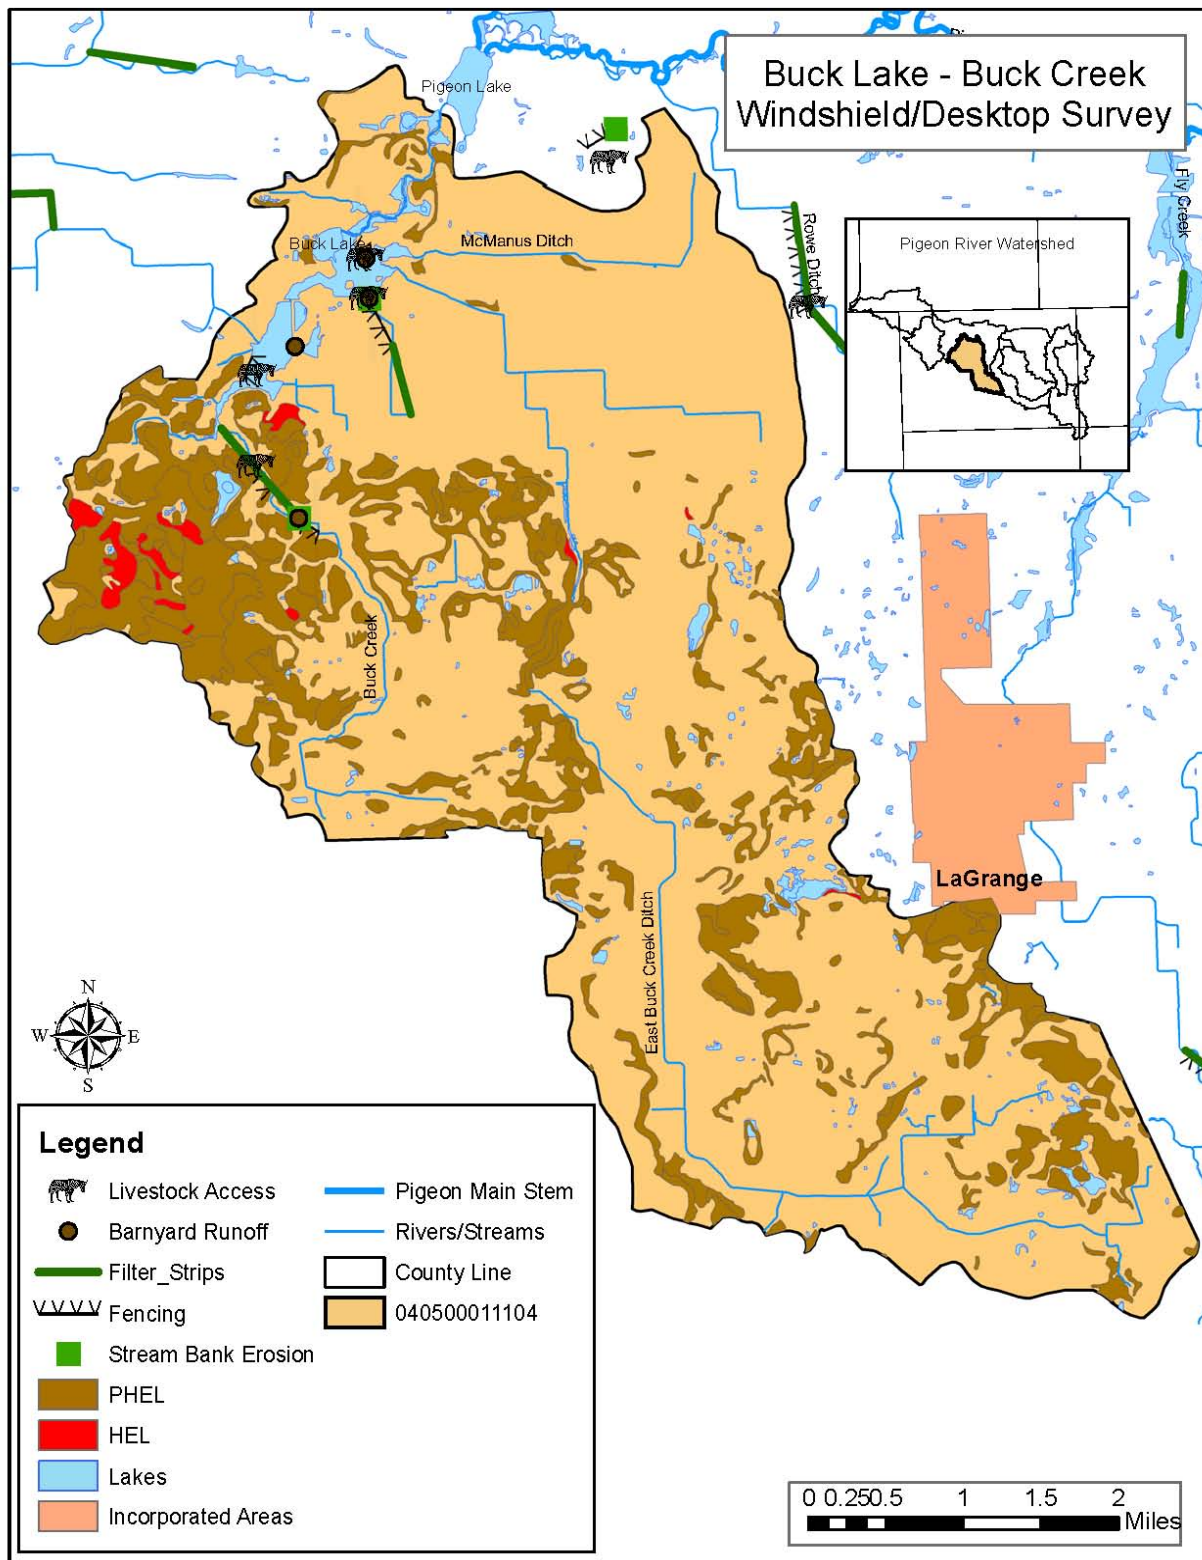 Buck Lake - Buck Creek
Windshield/Desktop Survey
Pigeon Lake
Fly Creek
Rowe Ditch
Pigeon River Watershed
Buck Lake
McManus Ditch
Buck Creek
LaGrange
East Buck Creek Ditch
N
W
E
S
Legend
Livestock Access
Barnyard Runoff
Filter_Strips
Fencing
Stream Bank Erosion
PHEL
HEL
Lakes
Incorporated Areas
Pigeon Main Stem
Rivers/Streams
County Line
040500011104
0 0.25 0.5 1 1.5 2
Miles